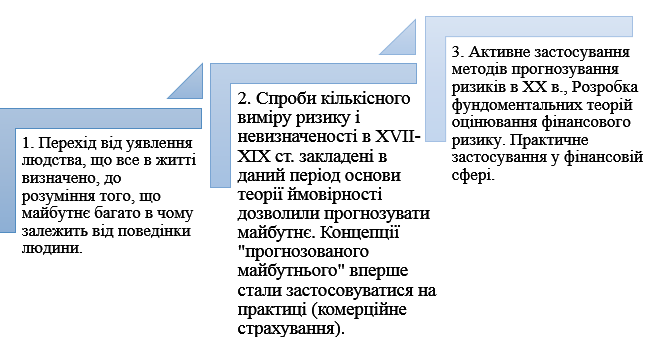 1. Перехід від уявлення
людства, що все в житті
визначено, до
розуміння того, що
майбутнє багато в чому
залежить від поведінки
людини.
2. Спроби кількісного
виміру ризику і
невизначеності в XVII-
XIX ст. закладені в
даний період основи
теорії ймовірності
дозволили прогнозувати
майбутнє. Концепції
"прогнозованого
майбутнього" вперше
стали застосовуватися на
практиці (комерційне
страхування).
3. Активне застосування
методів прогнозування
ризиків в XX в., Розробка
фундоментальних теорій
оцінювання фінансового
ризику. Практичне
застосування у фінансовій
сфері.